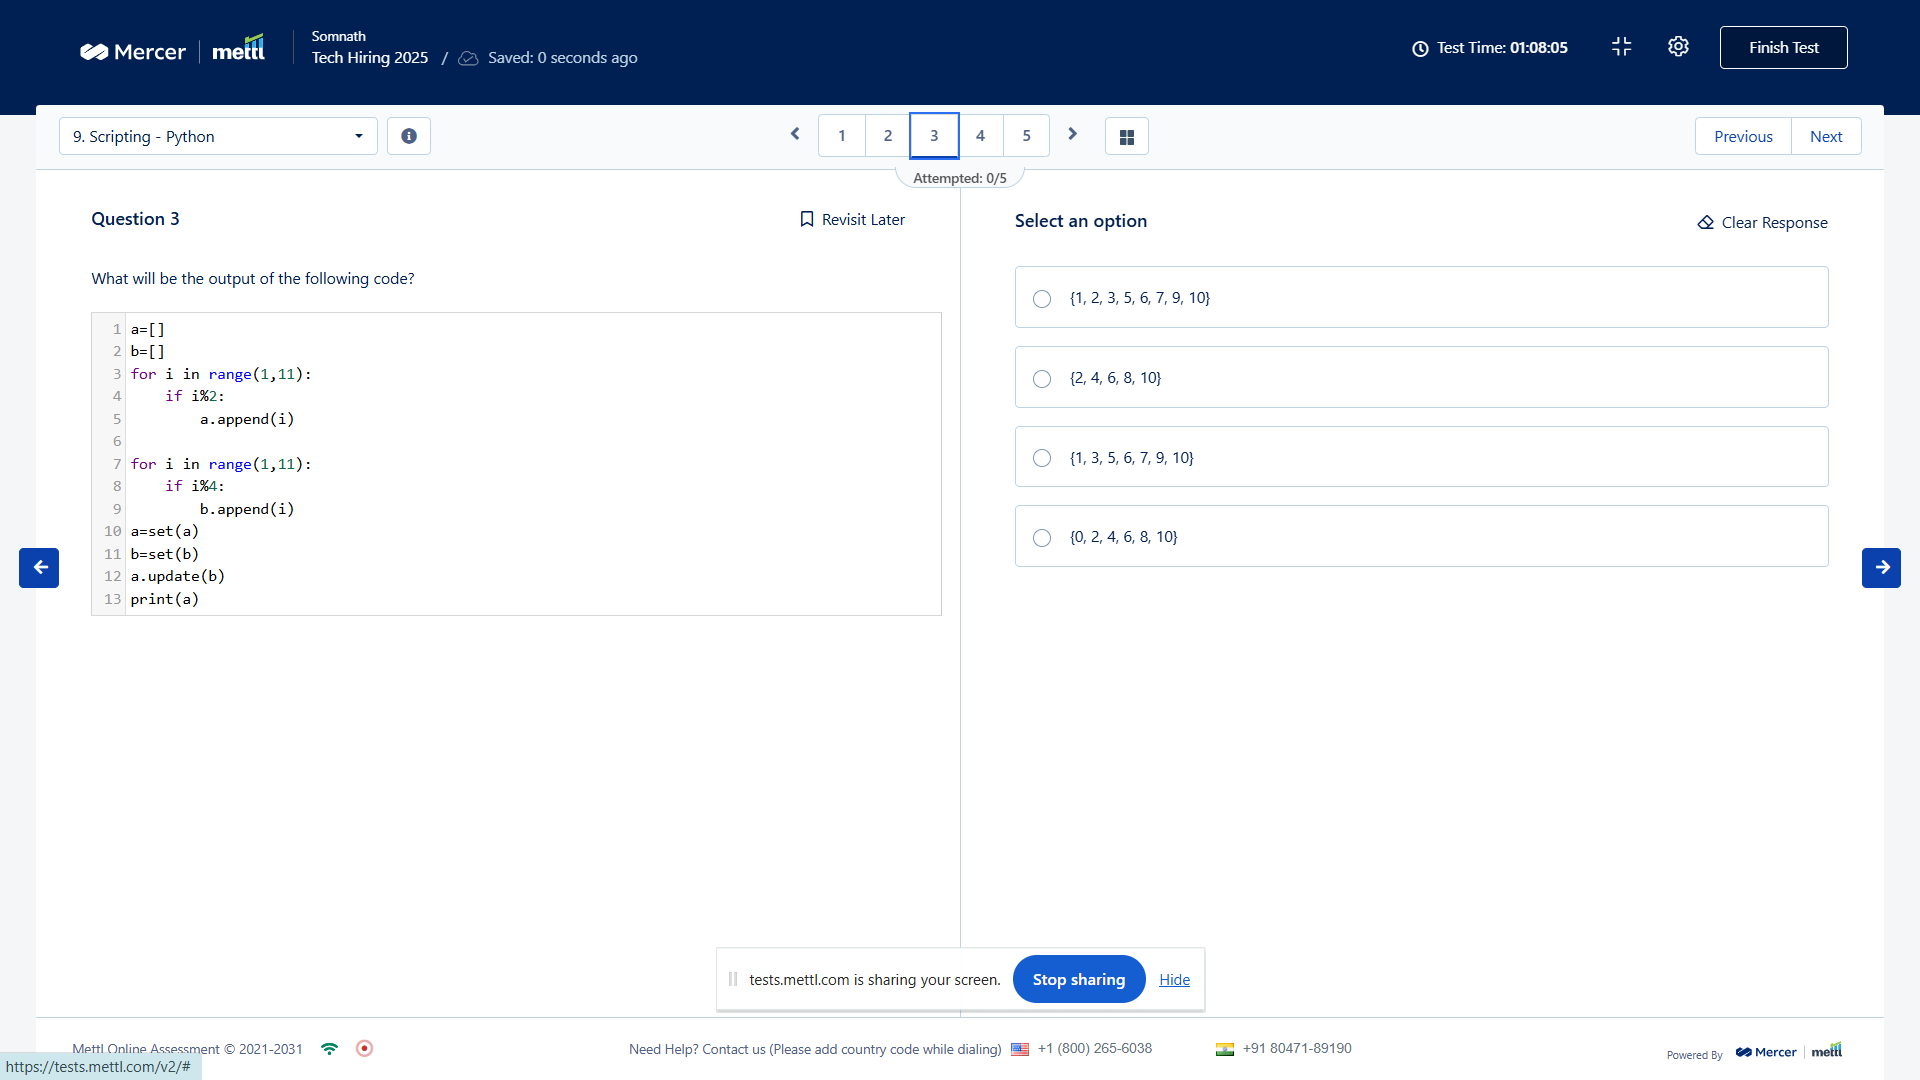 Mercer mettl
Somnath
Tech Hiring 2025 / Saved: 0 seconds ago
Test Time: 01:08:05
Finish Test
9. Scripting - Python
1 2 3 4 5
Attempted: 0/5
Previous Next
Question 3
Revisit Later
What will be the output of the following code?
1 a=[]
2 b=[]
3 for i in range(1,11):
4     if i%2:
5         a.append(i)
6
7 for i in range(1,11):
8     if i%4:
9         b.append(i)
10 a=set(a)
11 b=set(b)
12 a.update(b)
13 print(a)
Select an option
Clear Response
{1, 2, 3, 5, 6, 7, 9, 10}
{2, 4, 6, 8, 10}
{1, 3, 5, 6, 7, 9, 10}
{0, 2, 4, 6, 8, 10}
tests.mettl.com is sharing your screen. Stop sharing Hide
Mettl Online Assessment © 2021-2031
Need Help? Contact us (Please add country code while dialing) +1 (800) 265-6038 +91 80471-89190
Powered By Mercer mettl
https://tests.mettl.com/v2/#